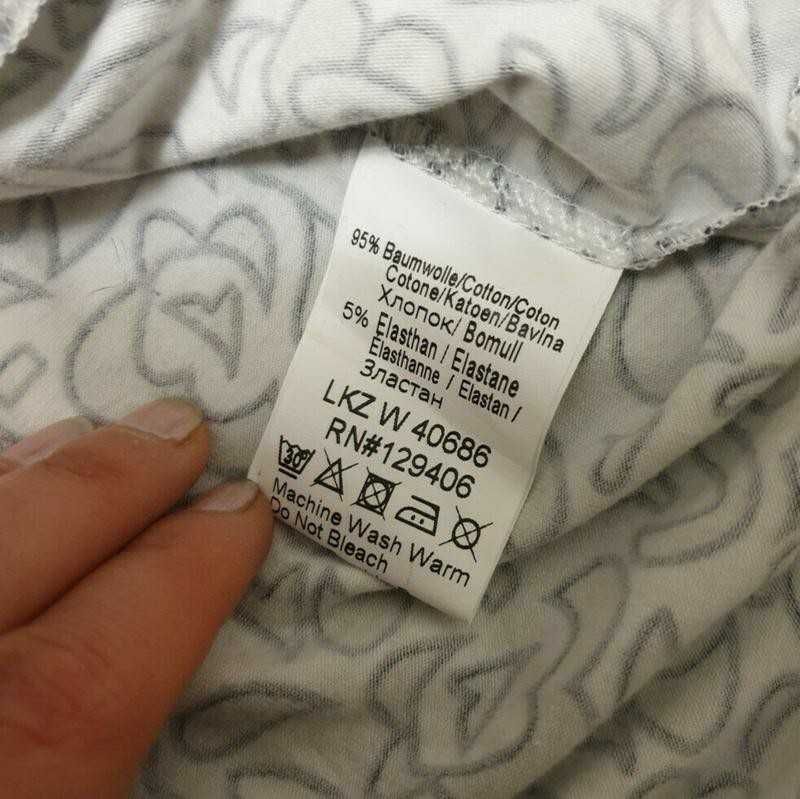 95% Baumwolle/Cotton/Coton
Cotone/Katoen/Bavlna
Хлопок/ Bomull
5% Elasthan / Elastane
Elasthanne / Elastan /
Эластан
LKZ W 40686
RN#129406
30°
Machine Wash Warm
Do Not Bleach